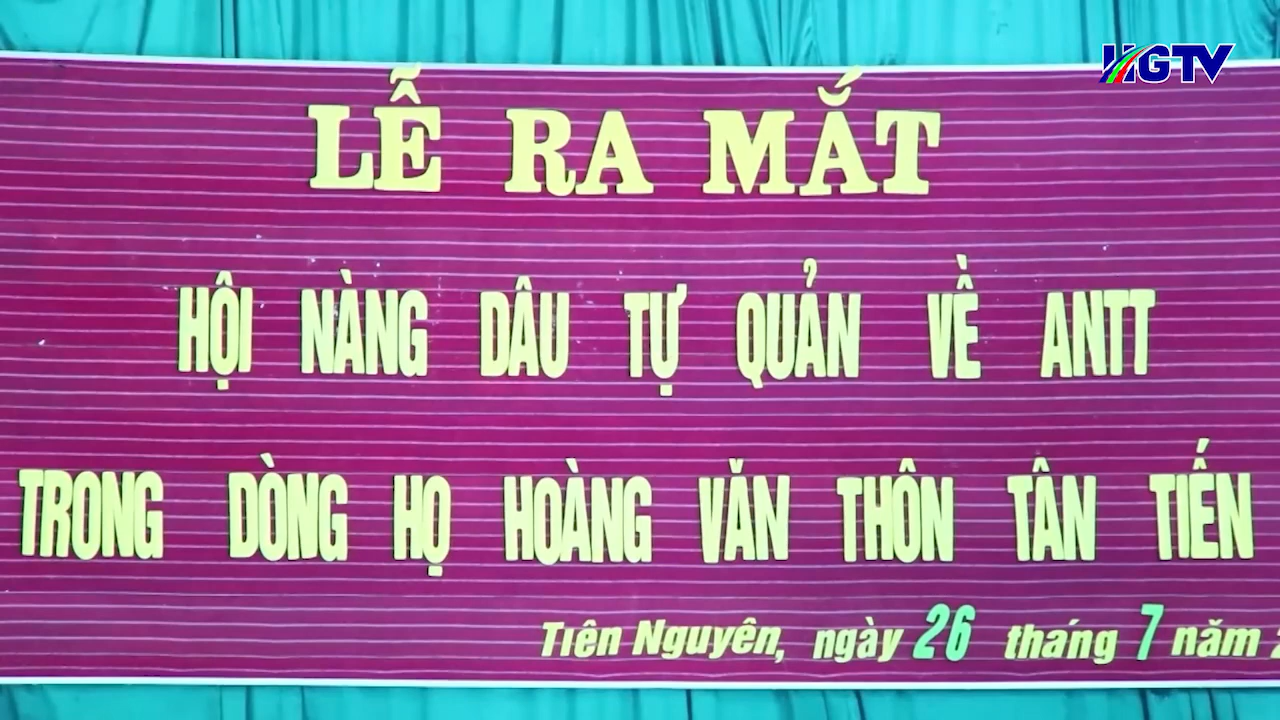 HGTV
LỄ RA MẮT
HỘI NÀNG DÂU TỰ QUẢN VỀ ANTT
TRONG DÒNG HỌ HOÀNG VĂN THÔN TÂN TIẾN
Tiên Nguyên, ngày 26 tháng 7 năm